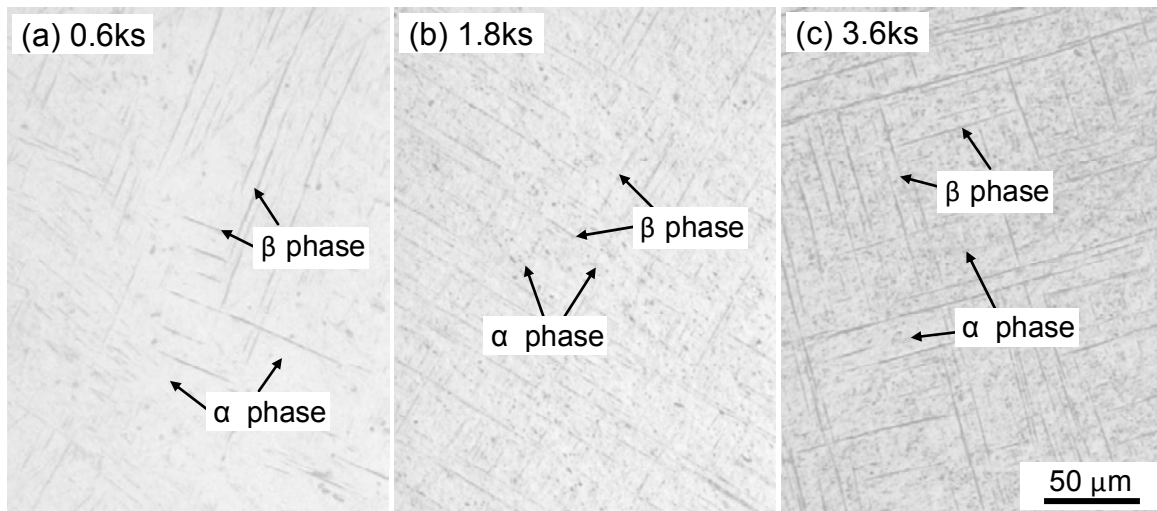 (a) 0.6ks
(b) 1.8ks
(c) 3.6ks
β phase
α phase
β phase
α phase
β phase
α phase
50 μm